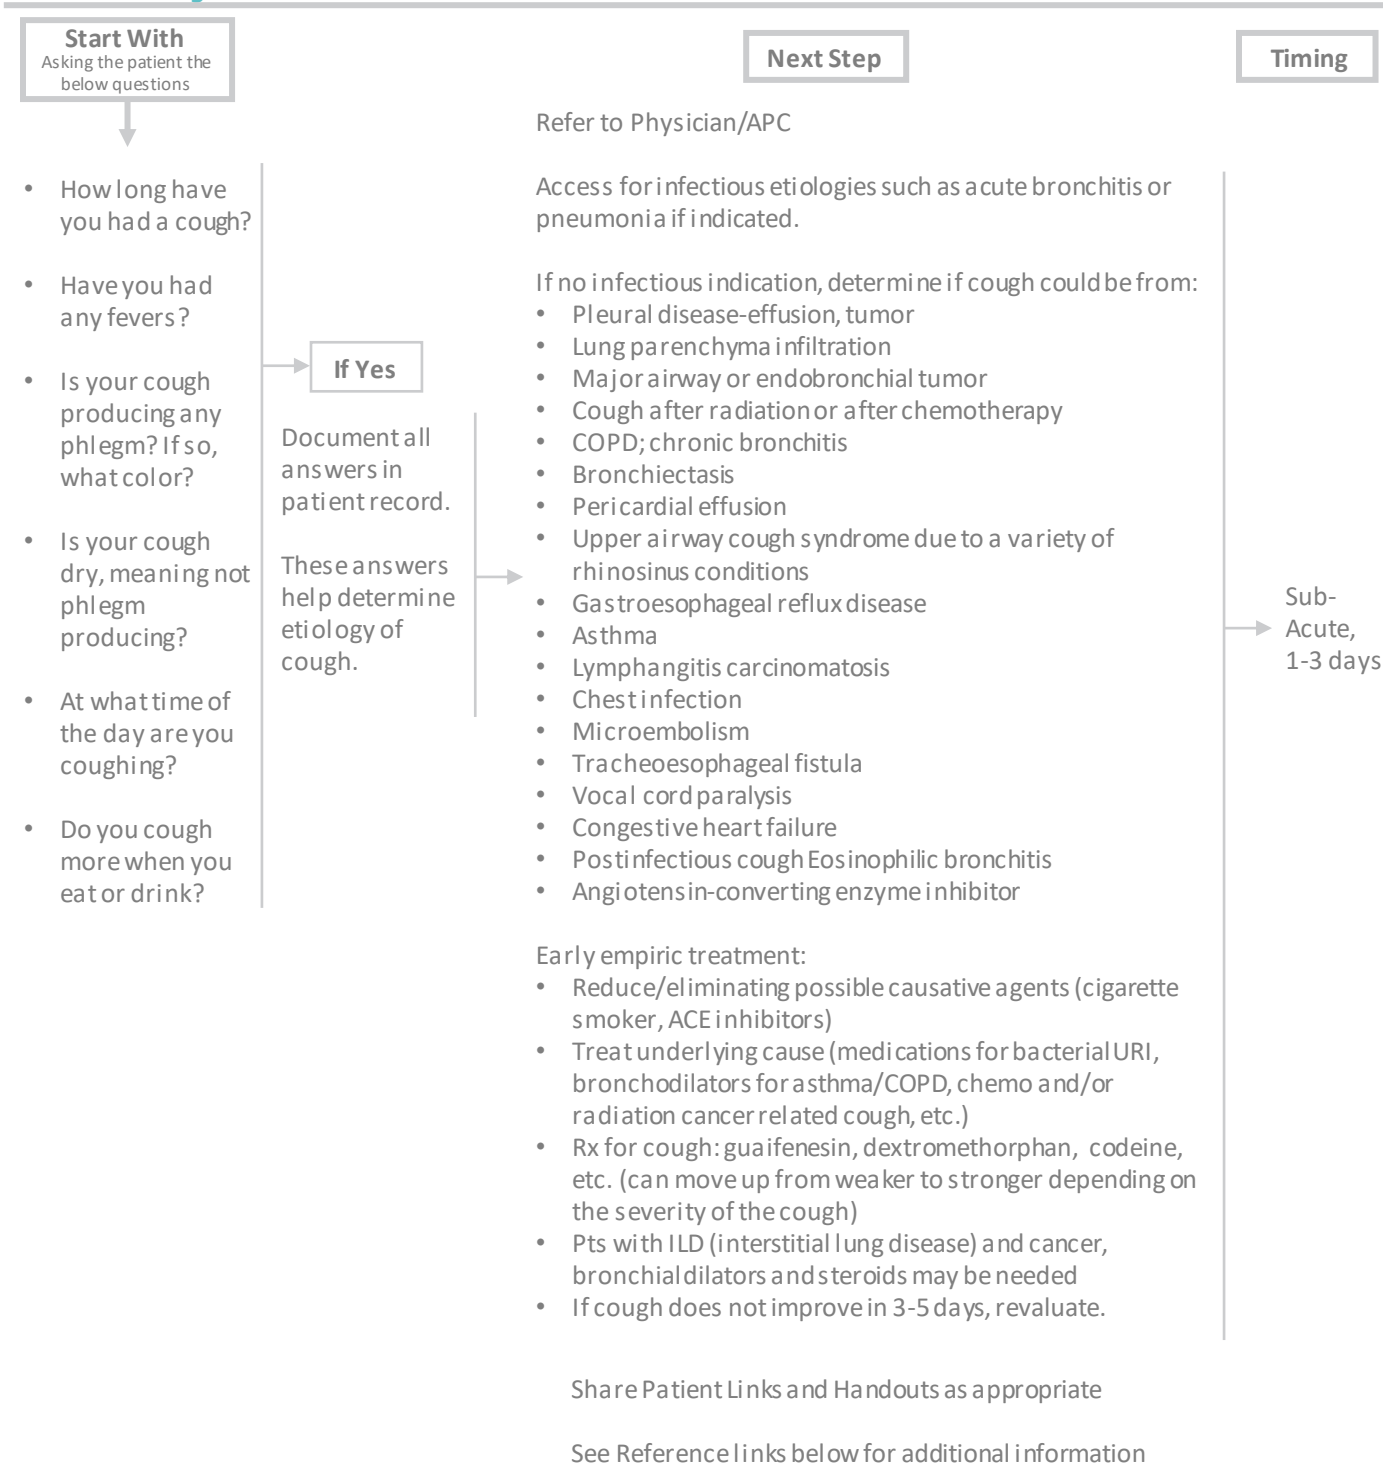 Start With
Asking the patient the
below questions
Next Step
Timing
Refer to Physician/APC
• How long have
you had a cough?
• Have you had
any fevers?
• Is your cough
producing any
phlegm? If so,
what color?
• Is your cough
dry, meaning not
phlegm
producing?
• At what time of
the day are you
coughing?
• Do you cough
more when you
eat or drink?
If Yes
Document all
answers in
patient record.
These answers
help determine
etiology of
cough.
Access for infectious etiologies such as acute bronchitis or
pneumonia if indicated.
If no infectious indication, determine if cough could be from:
• Pleural disease-effusion, tumor
• Lung parenchyma infiltration
• Major airway or endobronchial tumor
• Cough after radiation or after chemotherapy
• COPD; chronic bronchitis
• Bronchiectasis
• Pericardial effusion
• Upper airway cough syndrome due to a variety of
rhinosinus conditions
• Gastroesophageal reflux disease
• Asthma
• Lymphangitis carcinomatosis
• Chest infection
• Microembolism
• Tracheoesophageal fistula
• Vocal cord paralysis
• Congestive heart failure
• Postinfectious cough Eosinophilic bronchitis
• Angiotensin-converting enzyme inhibitor
Early empiric treatment:
• Reduce/eliminating possible causative agents (cigarette
smoker, ACE inhibitors)
• Treat underlying cause (medications for bacterial URI,
bronchodilators for asthma/COPD, chemo and/or
radiation cancer related cough, etc.)
• Rx for cough: guaifenesin, dextromethorphan, codeine,
etc. (can move up from weaker to stronger depending on
the severity of the cough)
• Pts with ILD (interstitial lung disease) and cancer,
bronchial dilators and steroids may be needed
• If cough does not improve in 3-5 days, revaluate.
Share Patient Links and Handouts as appropriate
See Reference links below for additional information
Sub-
Acute,
1-3 days